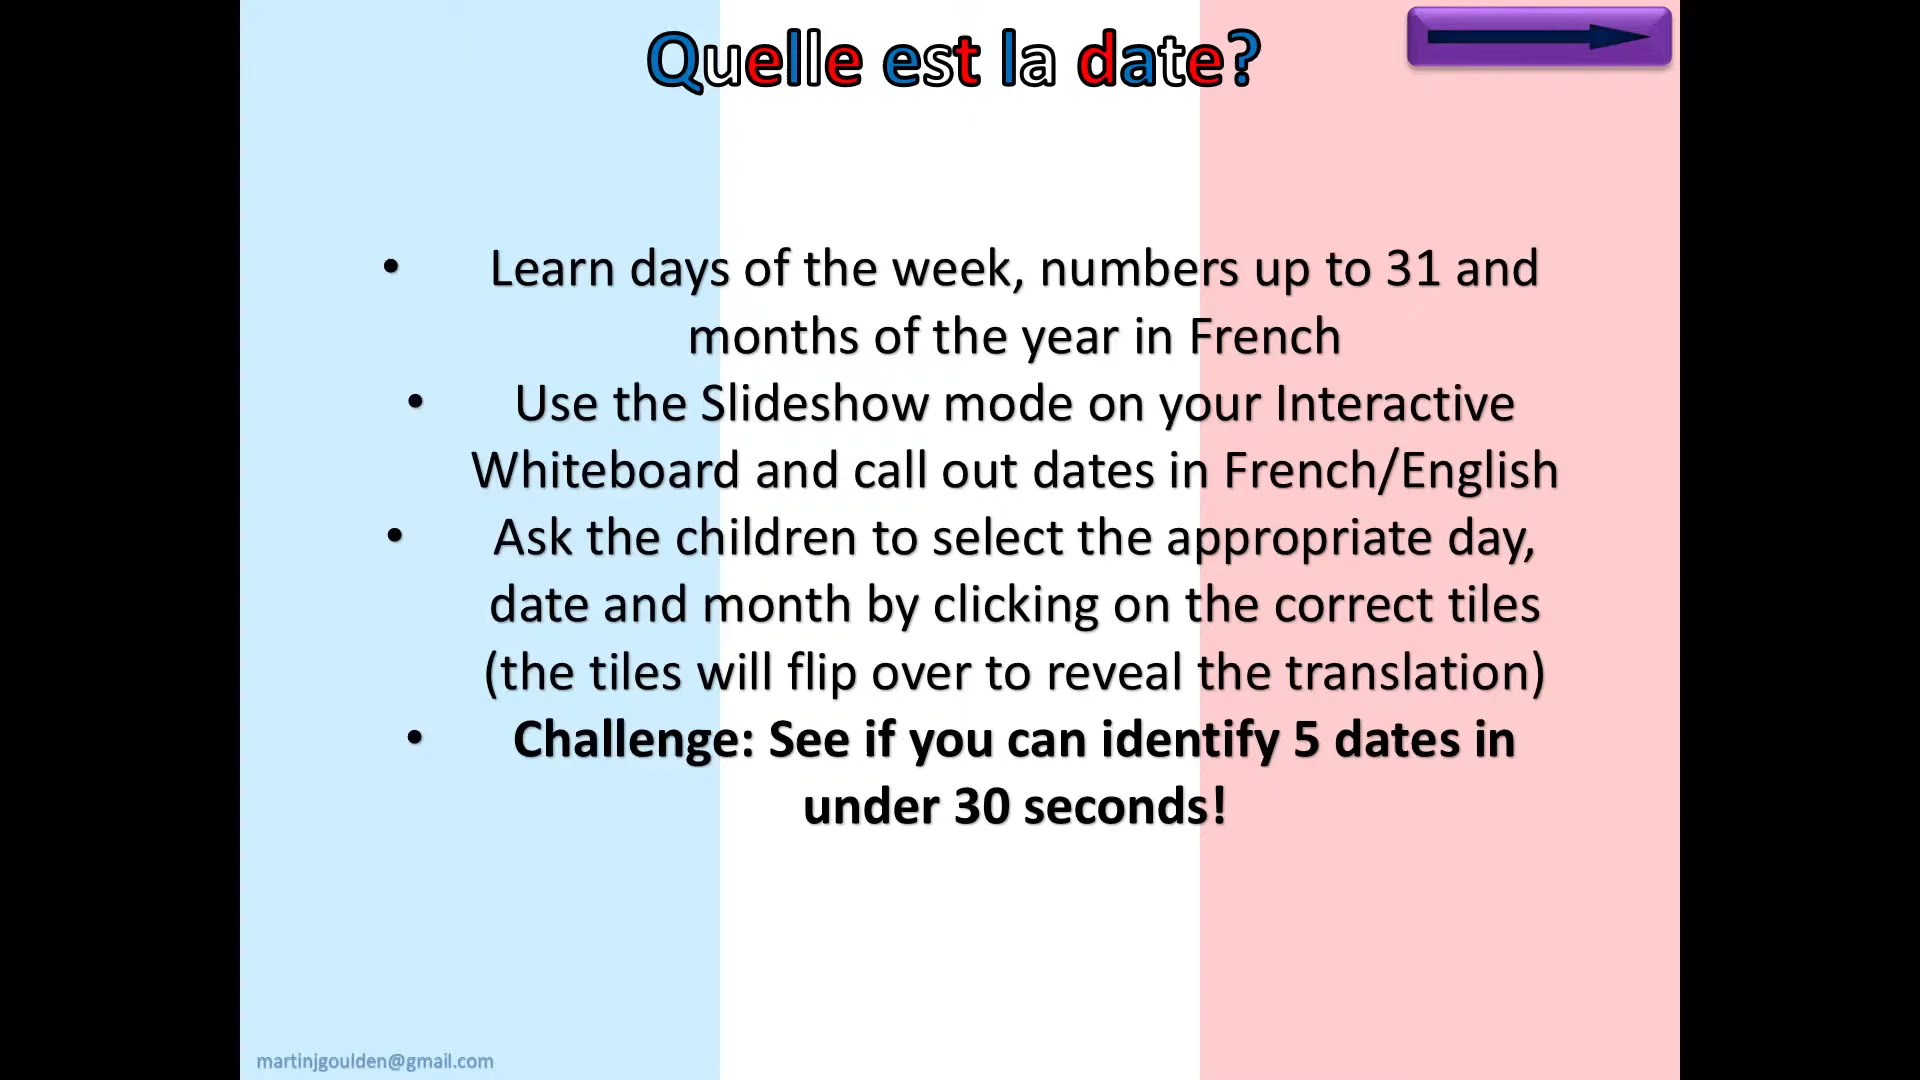 Quelle est la date?
• Learn days of the week, numbers up to 31 and
months of the year in French
• Use the Slideshow mode on your Interactive
Whiteboard and call out dates in French/English
• Ask the children to select the appropriate day,
date and month by clicking on the correct tiles
(the tiles will flip over to reveal the translation)
• Challenge: See if you can identify 5 dates in
under 30 seconds!
martinjgoulden@gmail.com